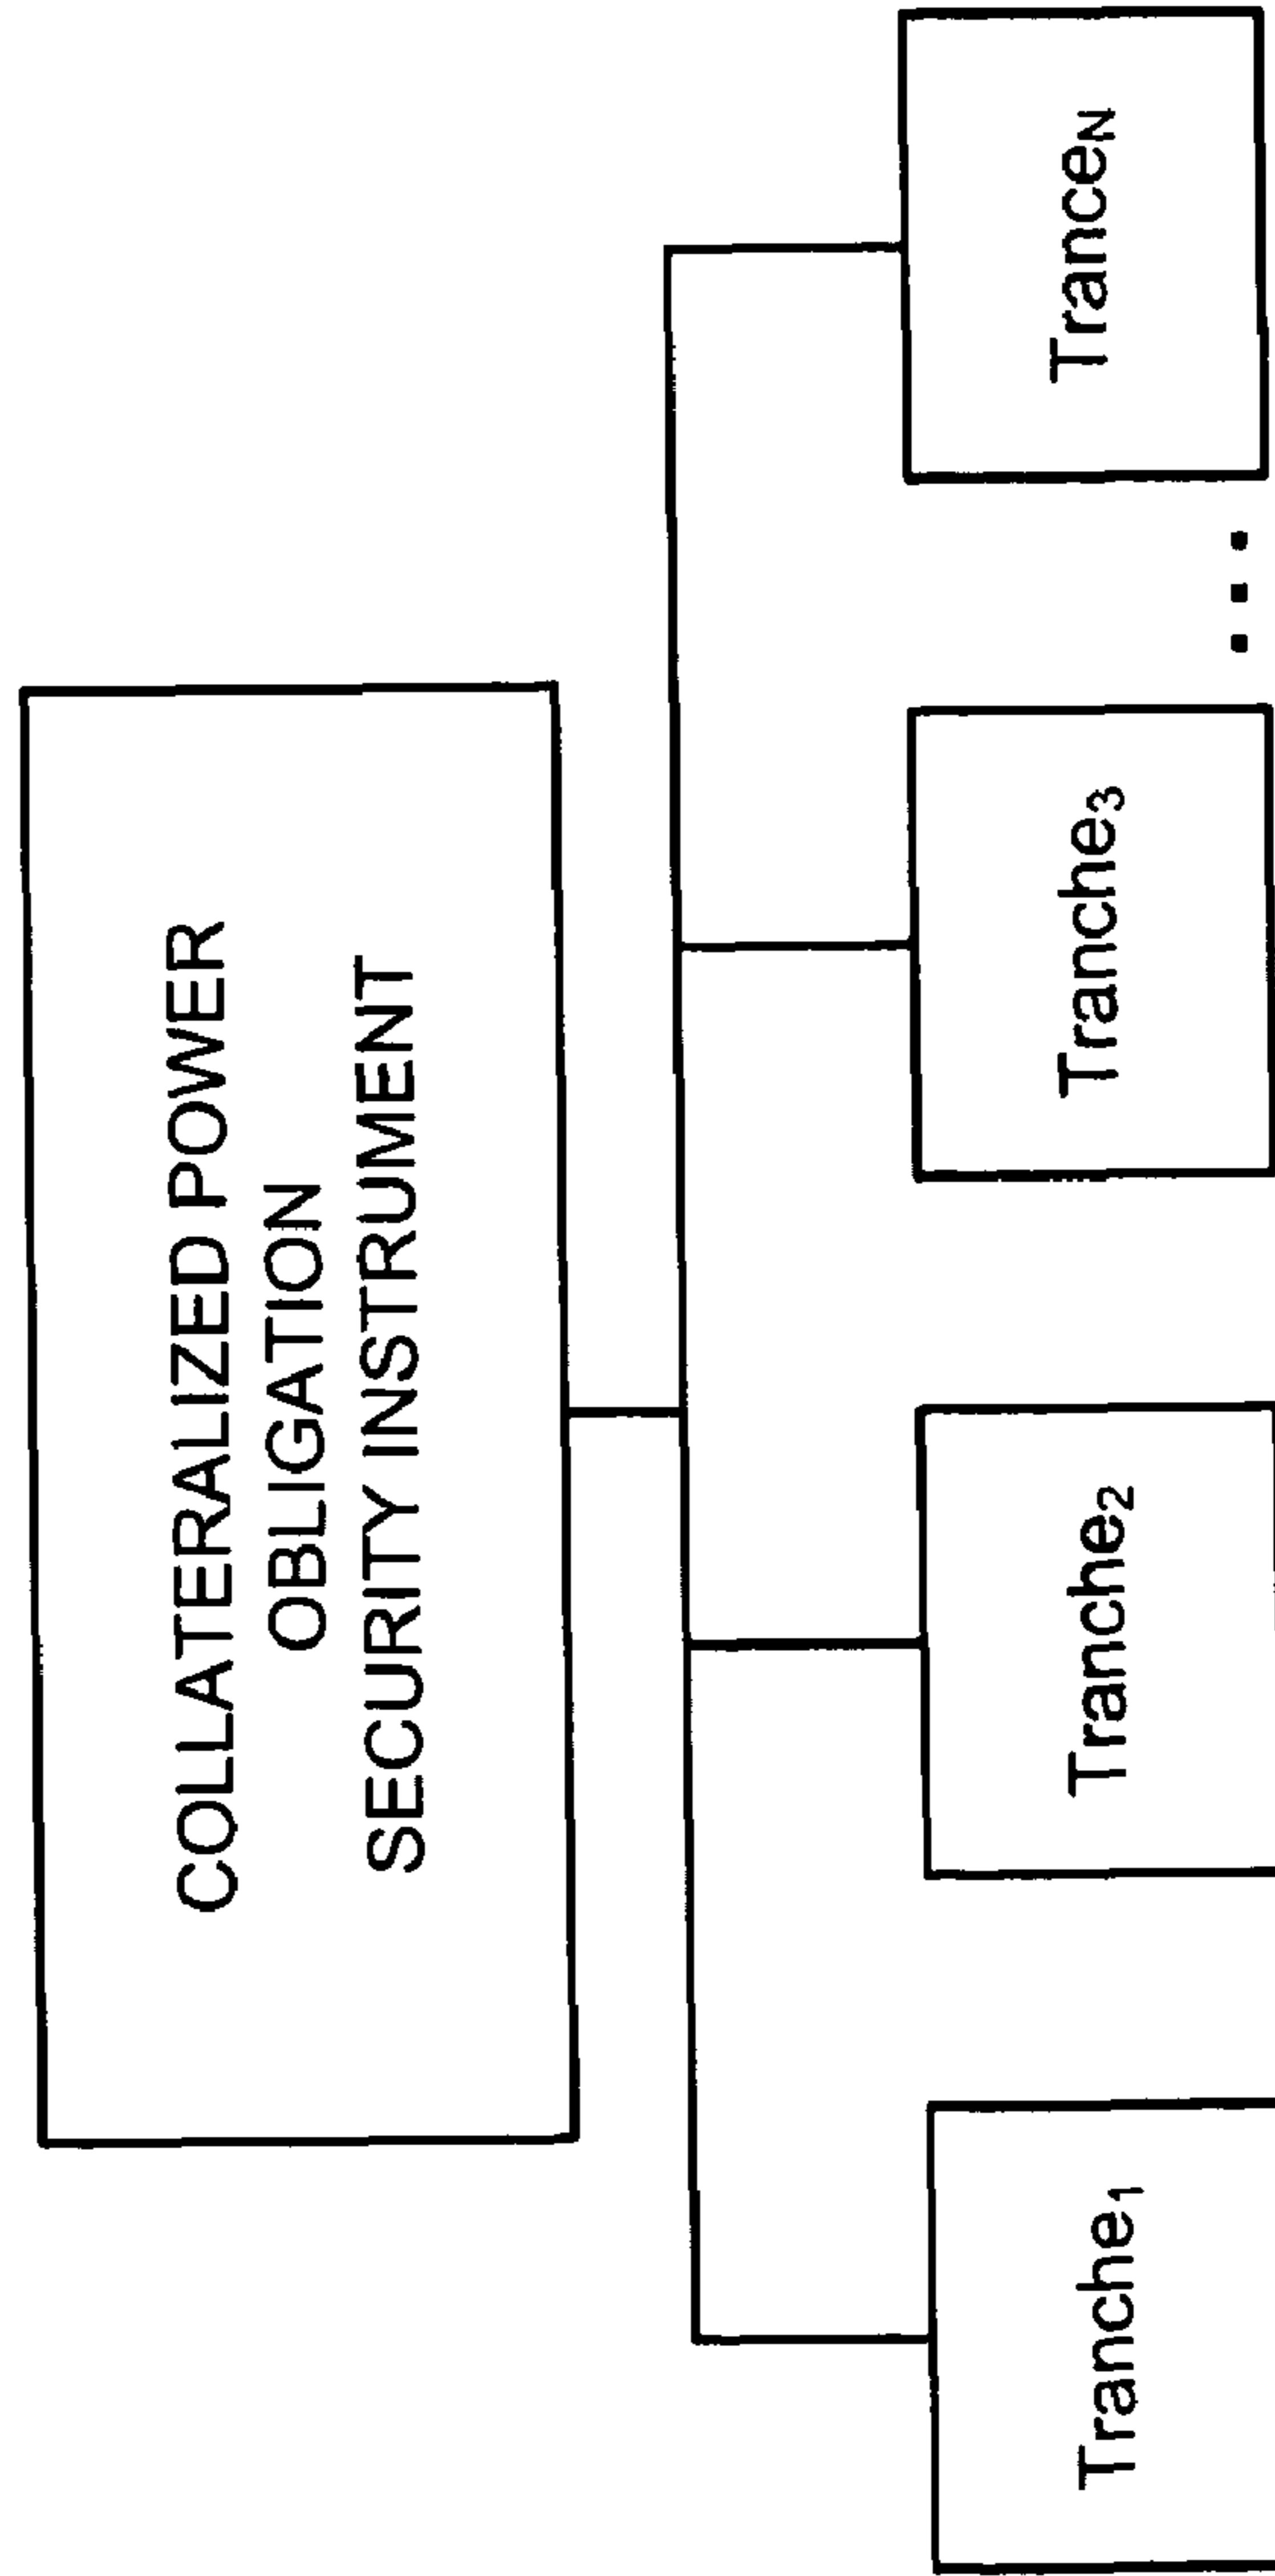 COLLATERALIZED POWER
OBLIGATION
SECURITY INSTRUMENT
Tranche₁
Tranche₂
Tranche₃
...
Tranceₙ